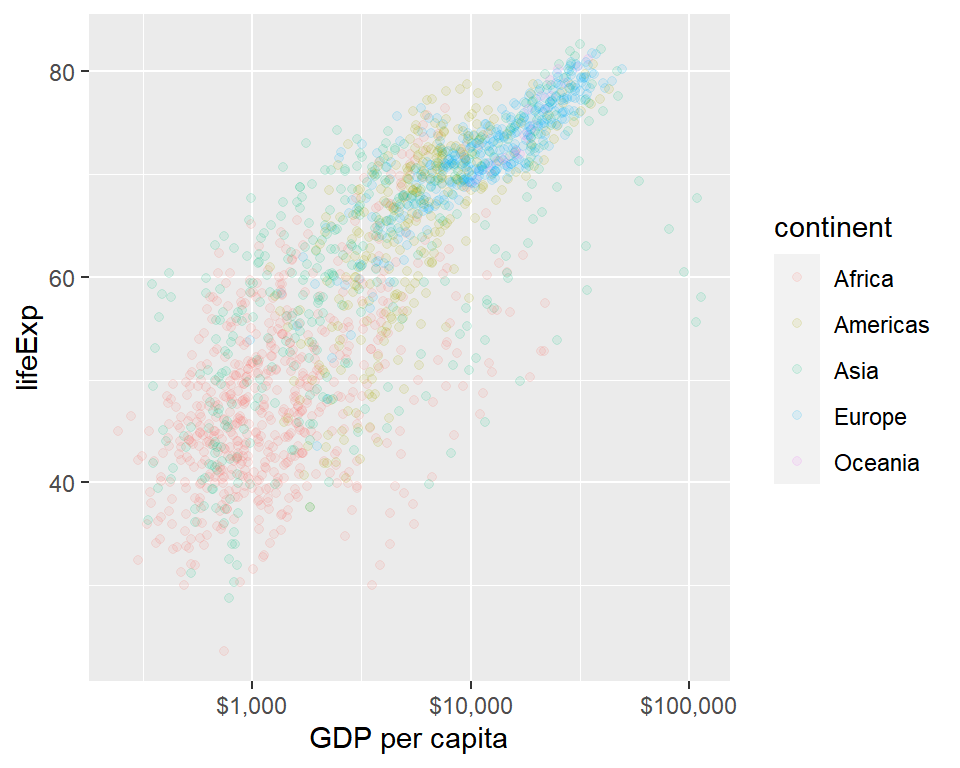 80
60
40
lifeExp
$1,000
$10,000
$100,000
GDP per capita
continent
Africa
Americas
Asia
Europe
Oceania